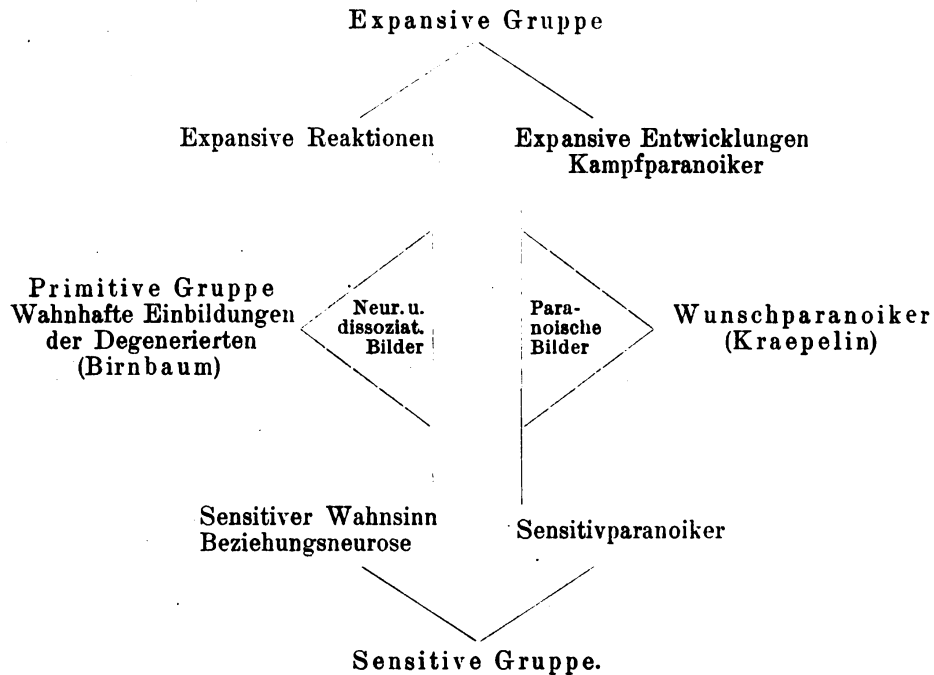 Expansive Gruppe
Expansive Reaktionen
Expansive Entwicklungen
Kampfparanoiker
Primitive Gruppe
Wahnhafte Einbildungen
der Degenerierten
(Birnbaum)
Neur. u.
dissoziat.
Bilder
Para-
noische
Bilder
Wunschparanoiker
(Kraepelin)
Sensitiver Wahnsinn
Beziehungsneurose
Sensitivparanoiker
Sensitive Gruppe.